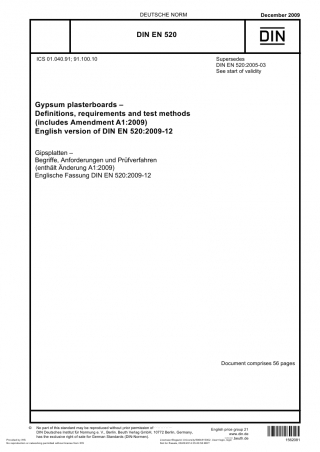 DEUTSCHE NORM
December 2009
DIN EN 520
DIN
ICS 01.040.91; 91.100.10
Supersedes
DIN EN 520:2005-03
See start of validity
Gypsum plasterboards –
Definitions, requirements and test methods
(includes Amendment A1:2009)
English version of DIN EN 520:2009-12
Gipsplatten –
Begriffe, Anforderungen und Prüfverfahren
(enthält Änderung A1:2009)
Englische Fassung DIN EN 520:2009-12
Document comprises 56 pages
© No part of this standard may be reproduced without prior permission of
DIN Deutsches Institut für Normung e. V., Berlin. Beuth Verlag GmbH, 10772 Berlin, Germany,
has the exclusive right of sale for German Standards (DIN-Normen).
English price group 21
www.din.de
www.beuth.de